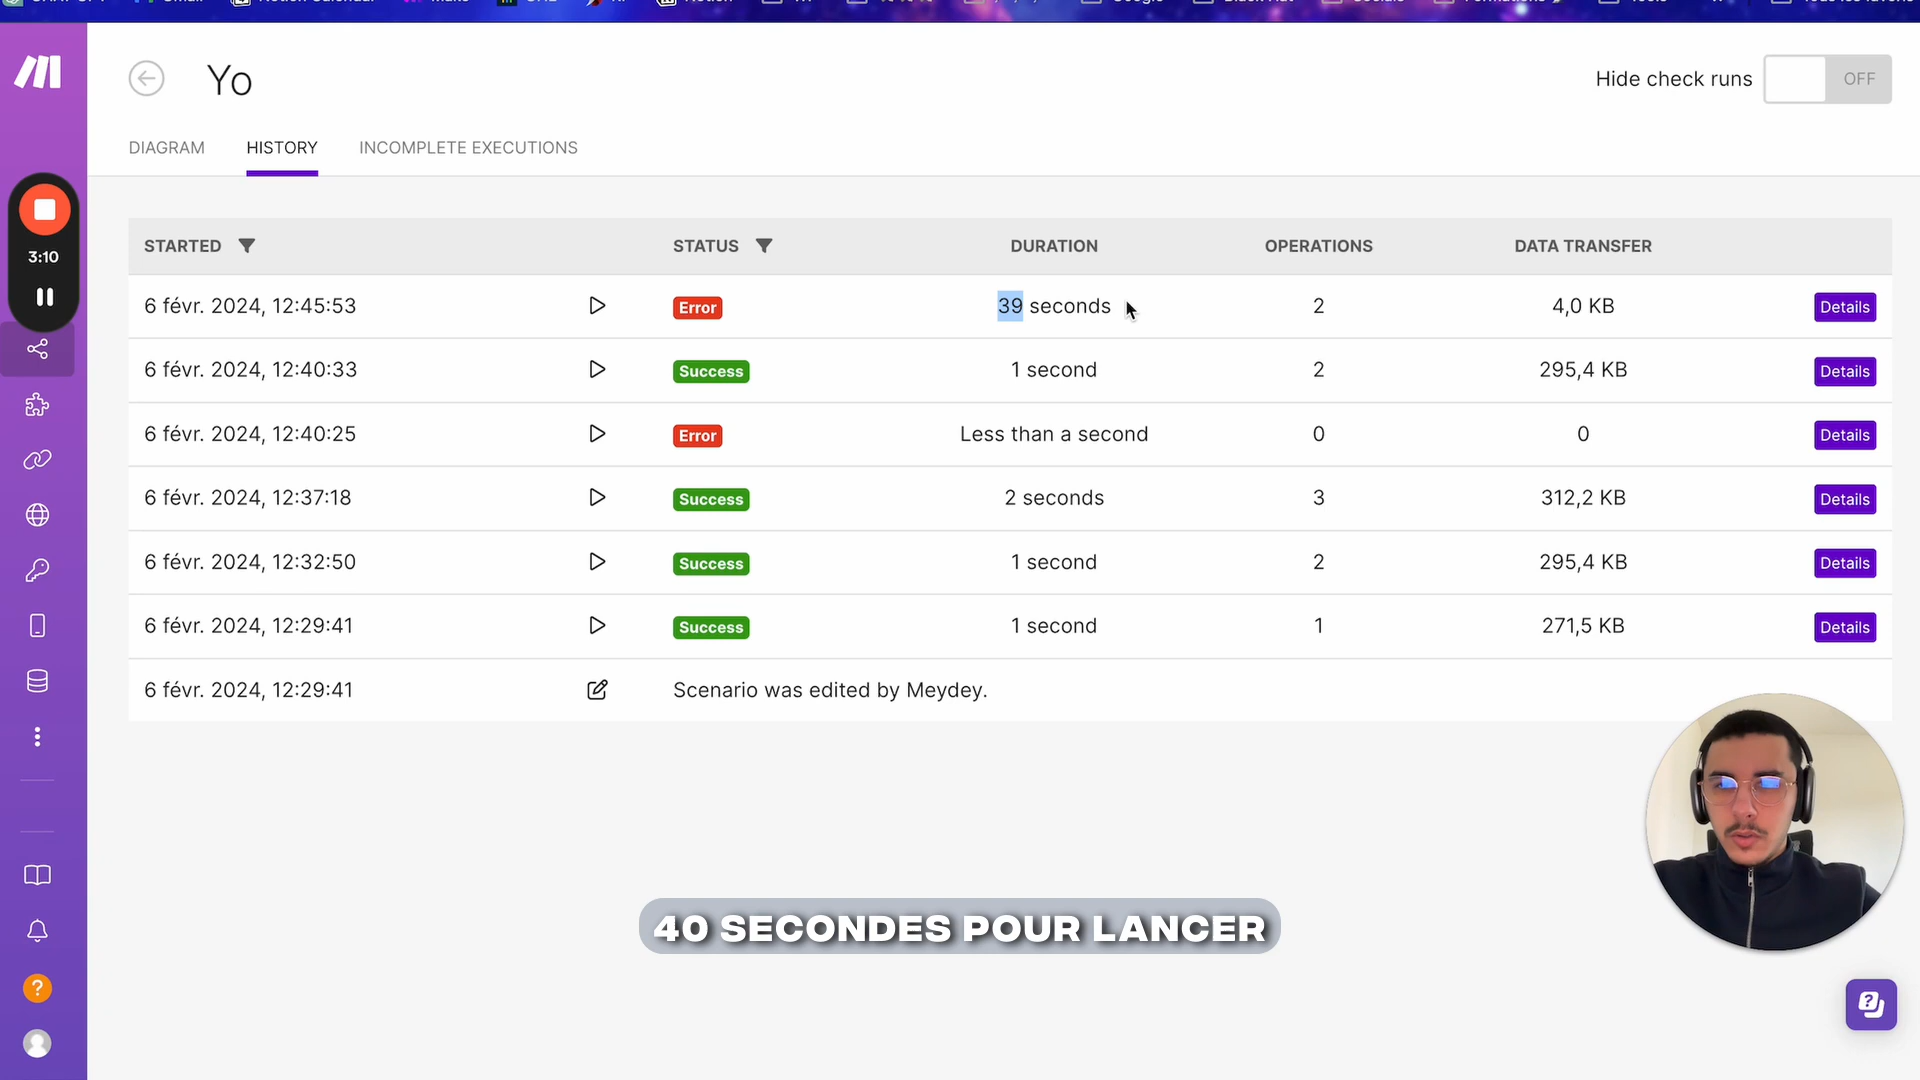 Yo
Hide check runs OFF
DIAGRAM HISTORY INCOMPLETE EXECUTIONS
3:10
STARTED STATUS DURATION OPERATIONS DATA TRANSFER
6 févr. 2024, 12:45:53 Error 39 seconds 2 4,0 KB Details
6 févr. 2024, 12:40:33 Success 1 second 2 295,4 KB Details
6 févr. 2024, 12:40:25 Error Less than a second 0 0 Details
6 févr. 2024, 12:37:18 Success 2 seconds 3 312,2 KB Details
6 févr. 2024, 12:32:50 Success 1 second 2 295,4 KB Details
6 févr. 2024, 12:29:41 Success 1 second 1 271,5 KB Details
6 févr. 2024, 12:29:41 Scenario was edited by Meydey.
40 SECONDES POUR LANCER